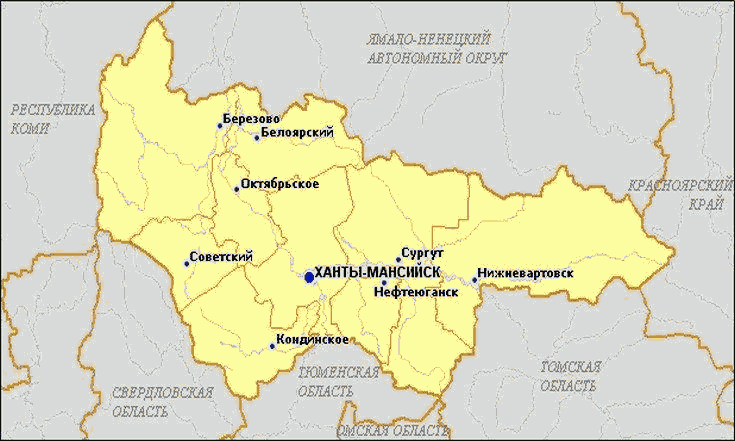 ЯМАЛО-НЕНЕЦКИЙ
АВТОНОМНЫЙ ОКРУГ
РЕСПУБЛИКА
КОМИ
Березово
Белоярский
Октябрьское
КРАСНОЯРСКИЙ
КРАЙ
Советский
Сургут
ХАНТЫ-МАНСИЙСК
Нижневартовск
Нефтеюганск
Кондинское
ТЮМЕНСКАЯ
ОБЛАСТЬ
ТОМСКАЯ
ОБЛАСТЬ
СВЕРДЛОВСКАЯ
ОБЛАСТЬ
ОМСКАЯ ОБЛАСТЬ